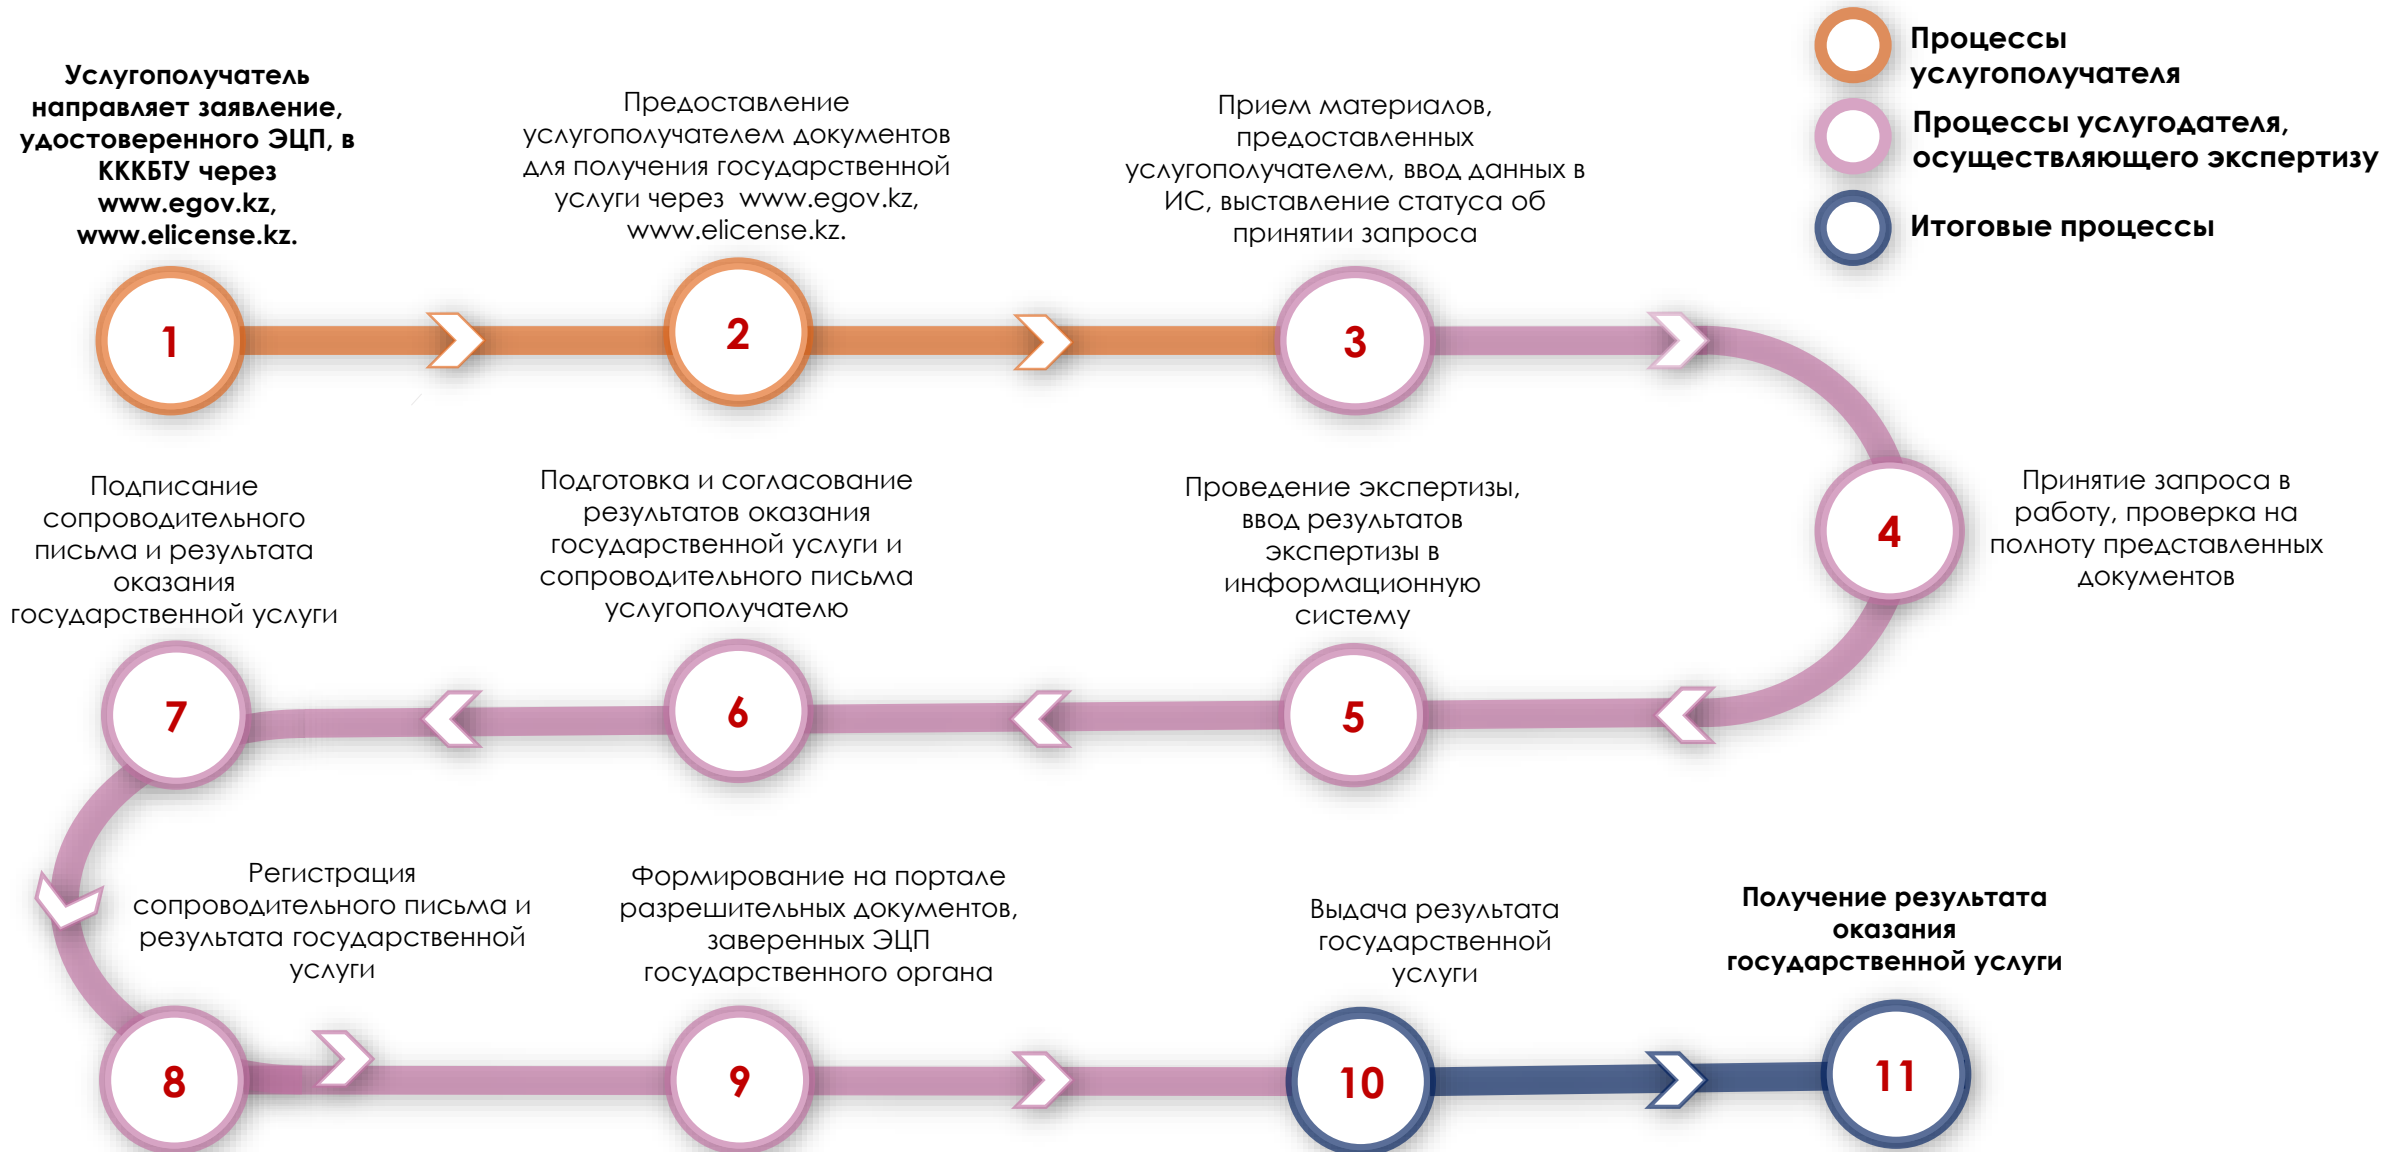 Услугополучатель
направляет заявление,
удостоверенного ЭЦП, в
КККБТУ через
www.egov.kz,
www.elicense.kz.
1
Предоставление
услугополучателем документов
для получения государственной
услуги через www.egov.kz,
www.elicense.kz.
2
Прием материалов,
предоставленных
услугополучателем, ввод данных в
ИС, выставление статуса об
принятии запроса
3
Процессы
услугополучателя
Процессы услугодателя,
осуществляющего экспертизу
Итоговые процессы
Принятие запроса в
работу, проверка на
полноту представленных
документов
4
Проведение экспертизы,
ввод результатов
экспертизы в
информационную
систему
5
Подготовка и согласование
результатов оказания
государственной услуги и
сопроводительного письма
услугополучателю
6
Подписание
сопроводительного
письма и результата
оказания
государственной услуги
7
Регистрация
сопроводительного письма и
результата государственной
услуги
8
Формирование на портале
разрешительных документов,
заверенных ЭЦП
государственного органа
9
Выдача результата
государственной
услуги
10
Получение результата
оказания
государственной услуги
11